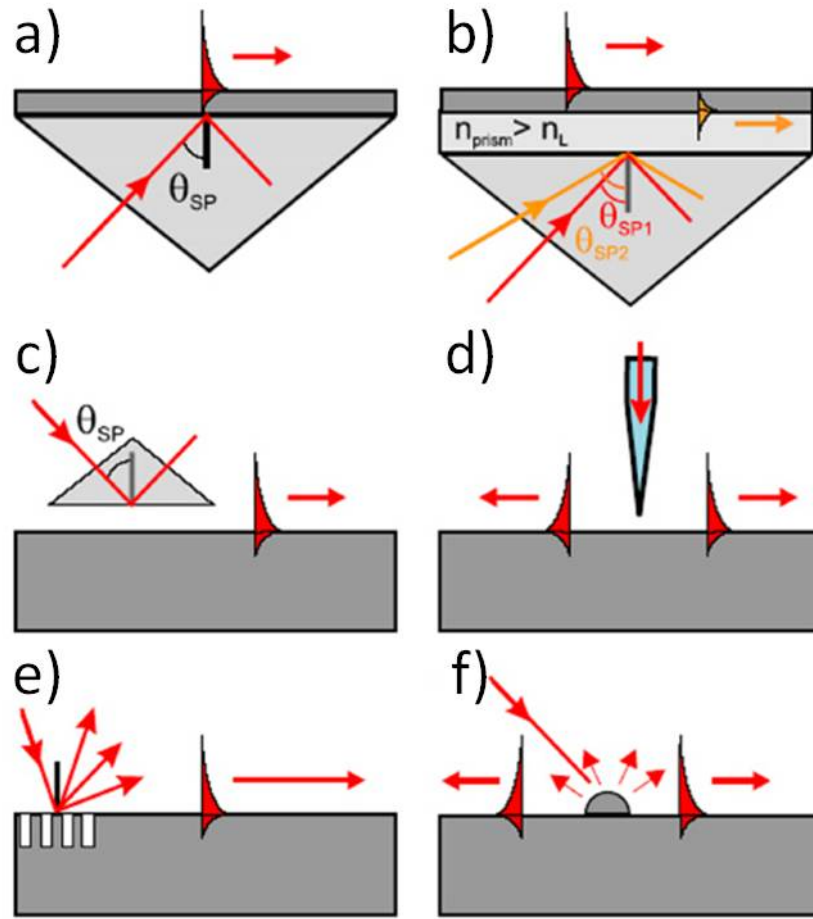 a)
b)
θSP
nprism> nL
θSP1
θSP2
c)
d)
θSP
e)
f)